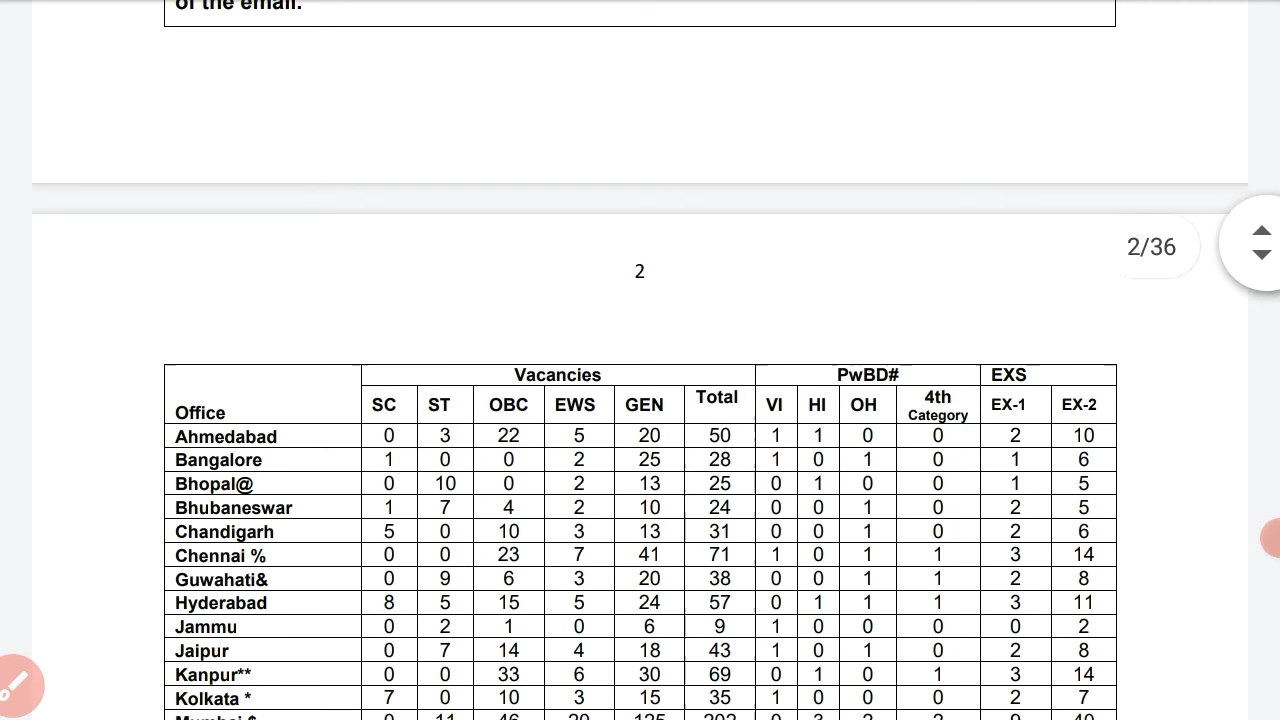 of the email.
2/36
2
Vacancies PwBD# EXS
Office SC ST OBC EWS GEN Total VI HI OH 4th Category EX-1 EX-2
Ahmedabad 0 3 22 5 20 50 1 1 0 0 2 10
Bangalore 1 0 0 2 25 28 1 0 1 0 1 6
Bhopal@ 0 10 0 2 13 25 0 1 0 0 1 5
Bhubaneswar 1 7 4 2 10 24 0 0 1 0 2 5
Chandigarh 5 0 10 3 13 31 0 0 1 0 2 6
Chennai % 0 0 23 7 41 71 1 0 1 1 3 14
Guwahati& 0 9 6 3 20 38 0 0 1 1 2 8
Hyderabad 8 5 15 5 24 57 0 1 1 1 3 11
Jammu 0 2 1 0 6 9 1 0 0 0 0 2
Jaipur 0 7 14 4 18 43 1 0 1 0 2 8
Kanpur** 0 0 33 6 30 69 0 1 0 1 3 14
Kolkata * 7 0 10 3 15 35 1 0 0 0 2 7